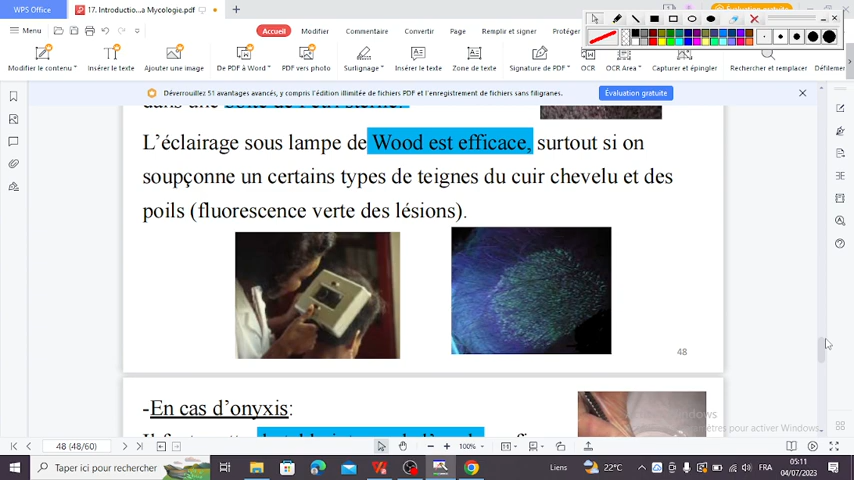 WPS Office
17. Introductio...a Mycologie.pdf
Évaluation gratuite
Menu
Accueil
Modifier
Commentaire
Convertir
Page
Remplir et signer
Protéger
Modifier le contenu
Insérer le texte
Ajouter une image
De PDF à Word
PDF vers photo
Surlignage
Insérer le texte
Zone de texte
Signature de PDF
OCR
OCR Area
Capturer et épingler
Rechercher et remplacer
Déverrouillez 51 avantages avancés, y compris l'édition illimitée de fichiers PDF et l'enregistrement de fichiers sans filigranes.
Évaluation gratuite
L'éclairage sous lampe de Wood est efficace, surtout si on
soupçonne un certains types de teignes du cuir chevelu et des
poils (fluorescence verte des lésions).
48
-En cas d'onyxis:
48 (48/60)
100%
Taper ici pour rechercher
Liens
22°C
FRA
05:11
04/07/2023